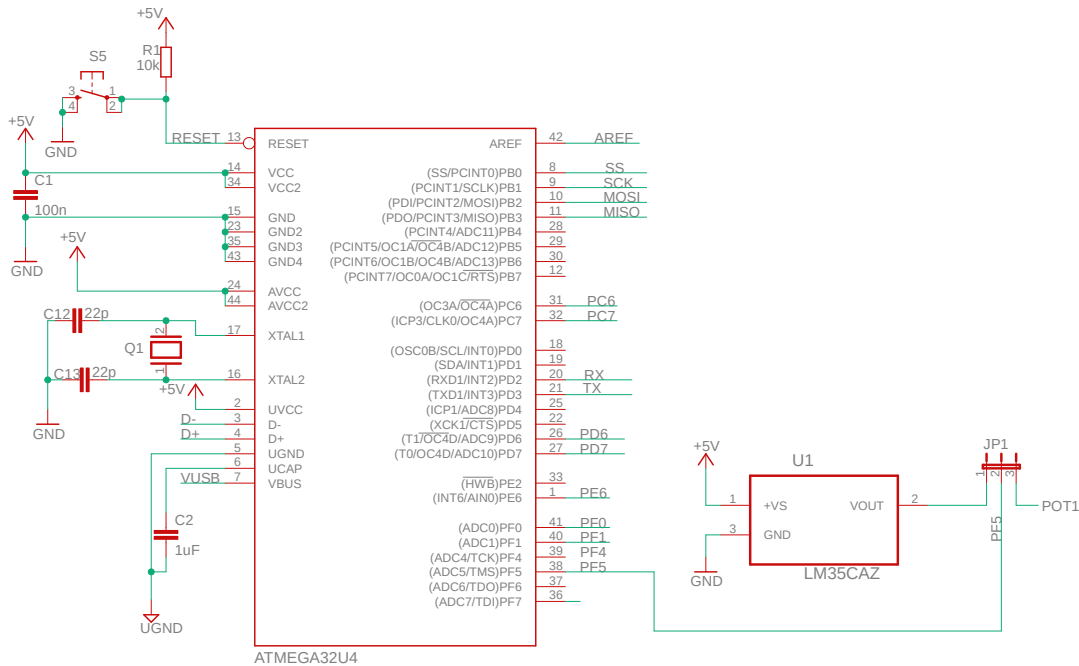 +5V
R1
10k
S5
3
1
4
2
+5V
GND
RESET
13
RESET
AREF
42
AREF
C1
100n
14
VCC
34
VCC2
(SS/PCINT0)PB0
8
SS
(PCINT1/SCLK)PB1
9
SCK
(PDI/PCINT2/MOSI)PB2
10
MOSI
15
GND
(PDO/PCINT3/MISO)PB3
11
MISO
23
GND2
(PCINT4/ADC11)PB4
28
35
GND3
(PCINT5/OC1A/OC4B/ADC12)PB5
29
43
GND4
(PCINT6/OC1B/OC4B/ADC13)PB6
30
(PCINT7/OC0A/OC1C/RTS)PB7
12
+5V
GND
24
AVCC
44
AVCC2
(OC3A/OC4A)PC6
31
PC6
(ICP3/CLK0/OC4A)PC7
32
PC7
C12
22p
2
17
XTAL1
Q1
(OSC0B/SCL/INT0)PD0
18
(SDA/INT1)PD1
19
C13
22p
1
16
XTAL2
(RXD1/INT2)PD2
20
RX
(TXD1/INT3)PD3
21
TX
+5V
2
UVCC
(ICP1/ADC8)PD4
25
D-
3
D-
(XCK1/CTS)PD5
22
D+
4
D+
(T1/OC4D/ADC9)PD6
26
PD6
GND
5
UGND
(T0/OC4D/ADC10)PD7
27
PD7
6
UCAP
VUSB
7
VBUS
(HWB)PE2
33
(INT6/AIN0)PE6
1
PE6
C2
1uF
(ADC0)PF0
41
PF0
(ADC1)PF1
40
PF1
(ADC4/TCK)PF4
39
PF4
(ADC5/TMS)PF5
38
PF5
(ADC6/TDO)PF6
37
(ADC7/TDI)PF7
36
UGND
ATMEGA32U4
+5V
U1
JP1
1
2
3
1
+VS
VOUT
2
POT1
3
GND
PF5
GND
LM35CAZ